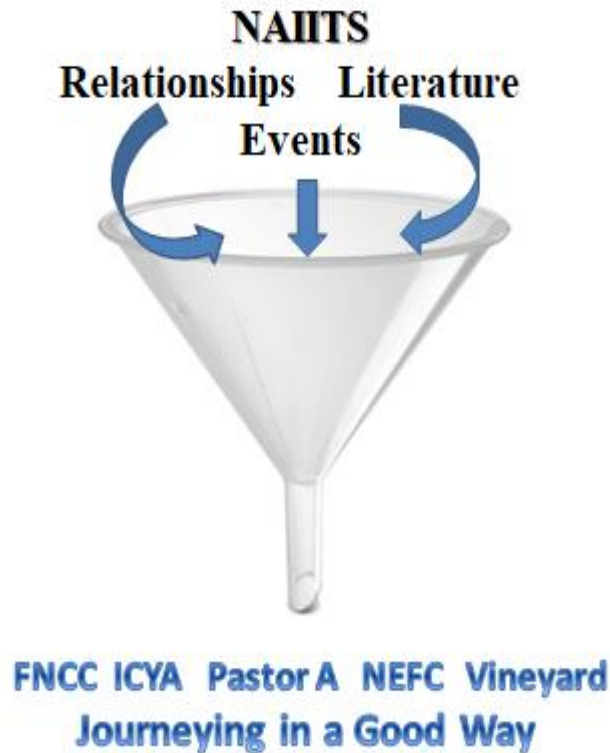 NAIITS
Relationships Literature
Events
FNCC ICYA Pastor A NEFC Vineyard
Journeying in a Good Way